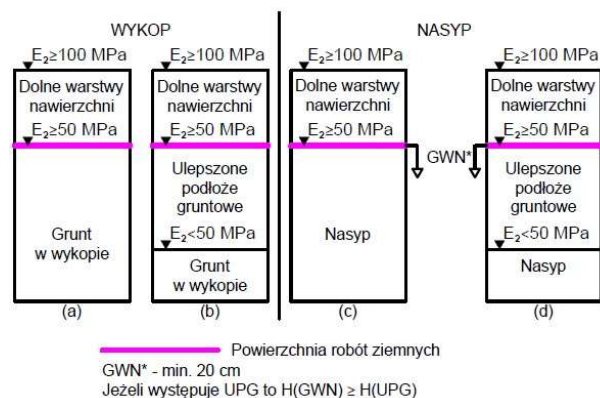 WYKOP NASYP
E₂≥100 MPa E₂≥100 MPa E₂≥100 MPa E₂≥100 MPa
Dolne warstwy Dolne warstwy Dolne warstwy Dolne warstwy
nawierzchni nawierzchni nawierzchni nawierzchni
E₂≥50 MPa E₂≥50 MPa E₂≥50 MPa E₂≥50 MPa
GWN*
Ulepszone Ulepszone
podłoże podłoże
gruntowe gruntowe
Grunt Nasyp
w wykopie
E₂<50 MPa E₂<50 MPa
Grunt Nasyp
w wykopie
(a) (b) (c) (d)
Powierzchnia robót ziemnych
GWN* - min. 20 cm
Jeżeli występuje UPG to H(GWN) ≥ H(UPG)